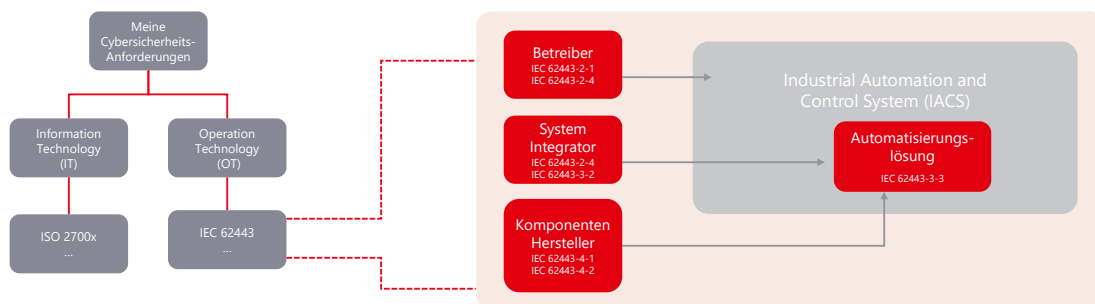 Meine
Cybersicherheits-
Anforderungen
Information
Technology
(IT)
Operation
Technology
(OT)
ISO 2700x
...
IEC 62443
...
Betreiber
IEC 62443-2-1
IEC 62443-2-4
System
Integrator
IEC 62443-2-4
IEC 62443-3-2
Komponenten
Hersteller
IEC 62443-4-1
IEC 62443-4-2
Industrial Automation and
Control System (IACS)
Automatisierungs-
lösung
IEC 62443-3-3